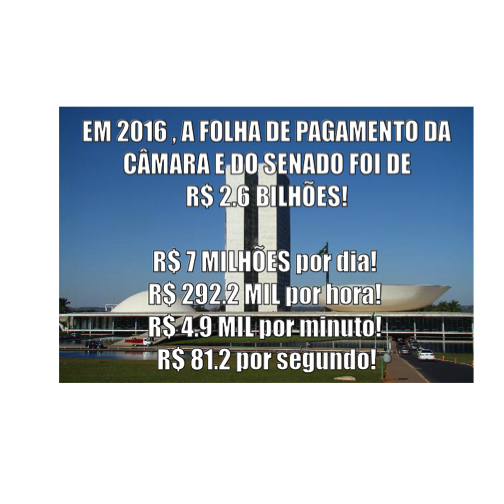 EM 2016 , A FOLHA DE PAGAMENTO DA
CÂMARA E DO SENADO FOI DE
R$ 2.6 BILHÕES!
R$ 7 MILHÕES por dia!
R$ 292.2 MIL por hora!
R$ 4.9 MIL por minuto!
R$ 81.2 por segundo!